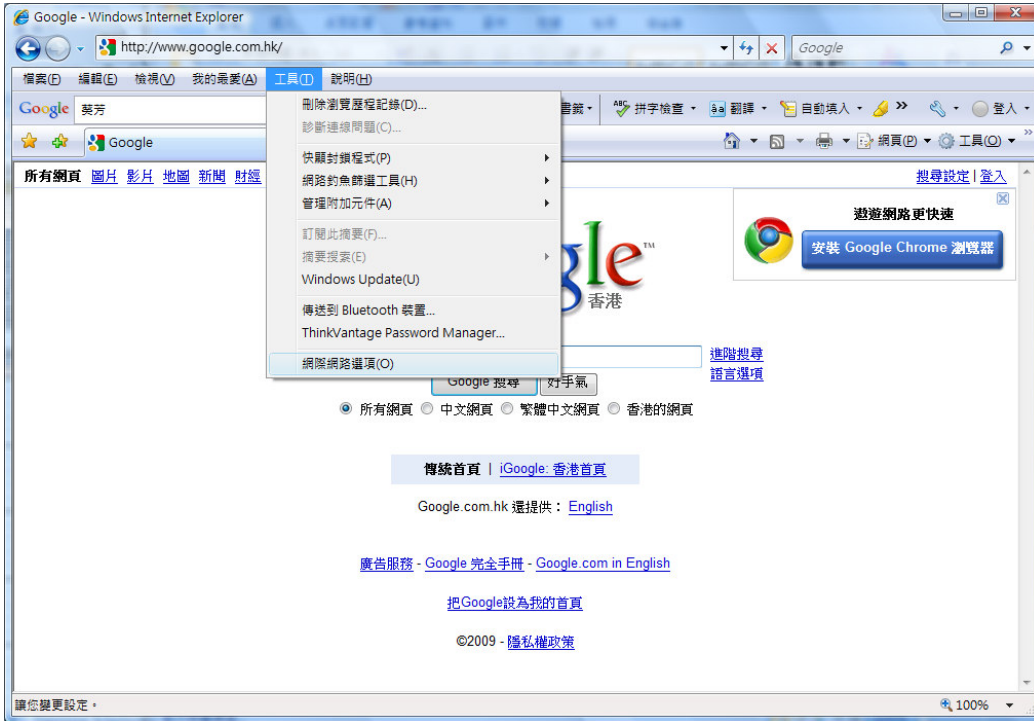 Google - Windows Internet Explorer
http://www.google.com.hk/ Google
檔案(F) 編輯(E) 檢視(V) 我的最愛(A) 工具(T) 說明(H)
Google 葵芳 書籤 拼字檢查 翻譯 自動填入 登入
Google 網頁(P) 工具(O)
所有網頁 圖片 影片 地圖 新聞 財經 搜尋設定 | 登入
刪除瀏覽歷程記錄(D)...
診斷連線問題(C)...
快顯封鎖程式(P)
網路釣魚篩選工具(H)
管理附加元件(A)
訂閱此摘要(F)...
摘要搜索(E)
Windows Update(U)
傳送到 Bluetooth 裝置...
ThinkVantage Password Manager...
網際網路選項(O)
遨遊網路更快速
安裝 Google Chrome 瀏覽器
gle™
香港
進階搜尋
語言選項
Google 搜尋 好手氣
所有網頁 中文網頁 繁體中文網頁 香港的網頁
傳統首頁 | iGoogle: 香港首頁
Google.com.hk 還提供： English
廣告服務 - Google 完全手冊 - Google.com in English
把Google設為我的首頁
©2009 - 隱私權政策
讓您變更設定。 100%